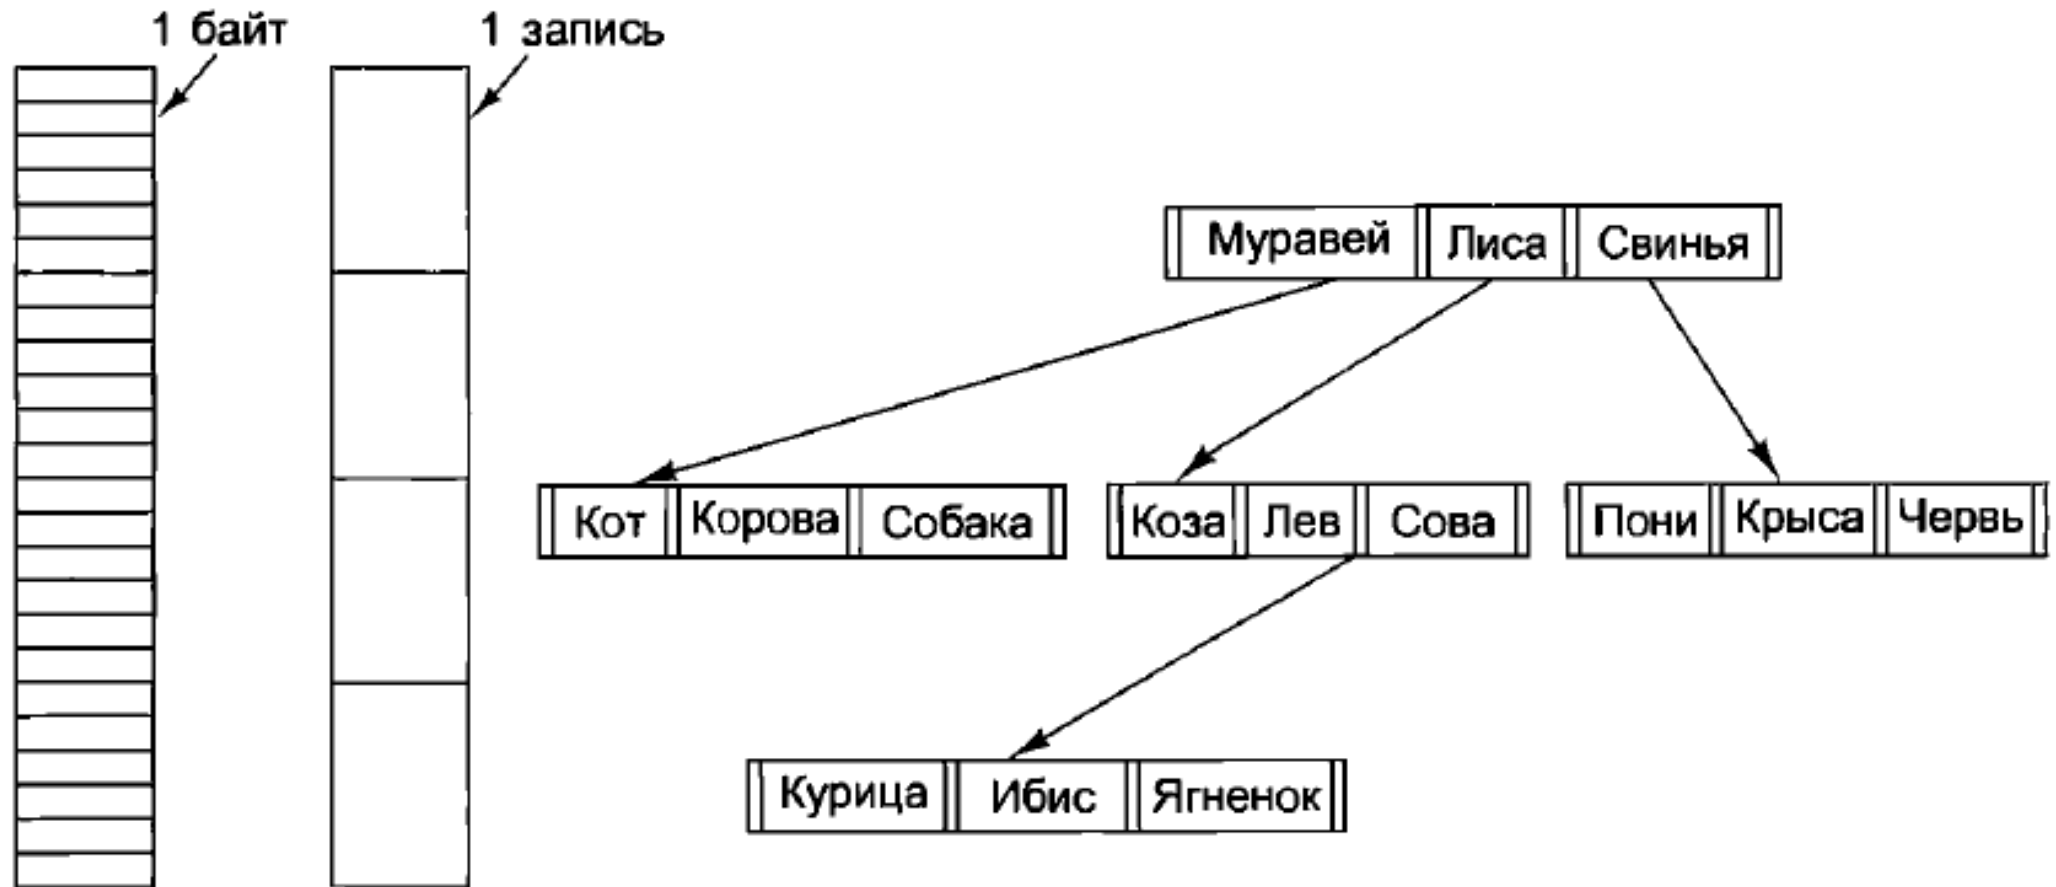 1 байт
1 запись
Муравей Лиса Свинья
Кот Корова Собака
Коза Лев Сова
Пони Крыса Червь
Курица Ибис Ягненок